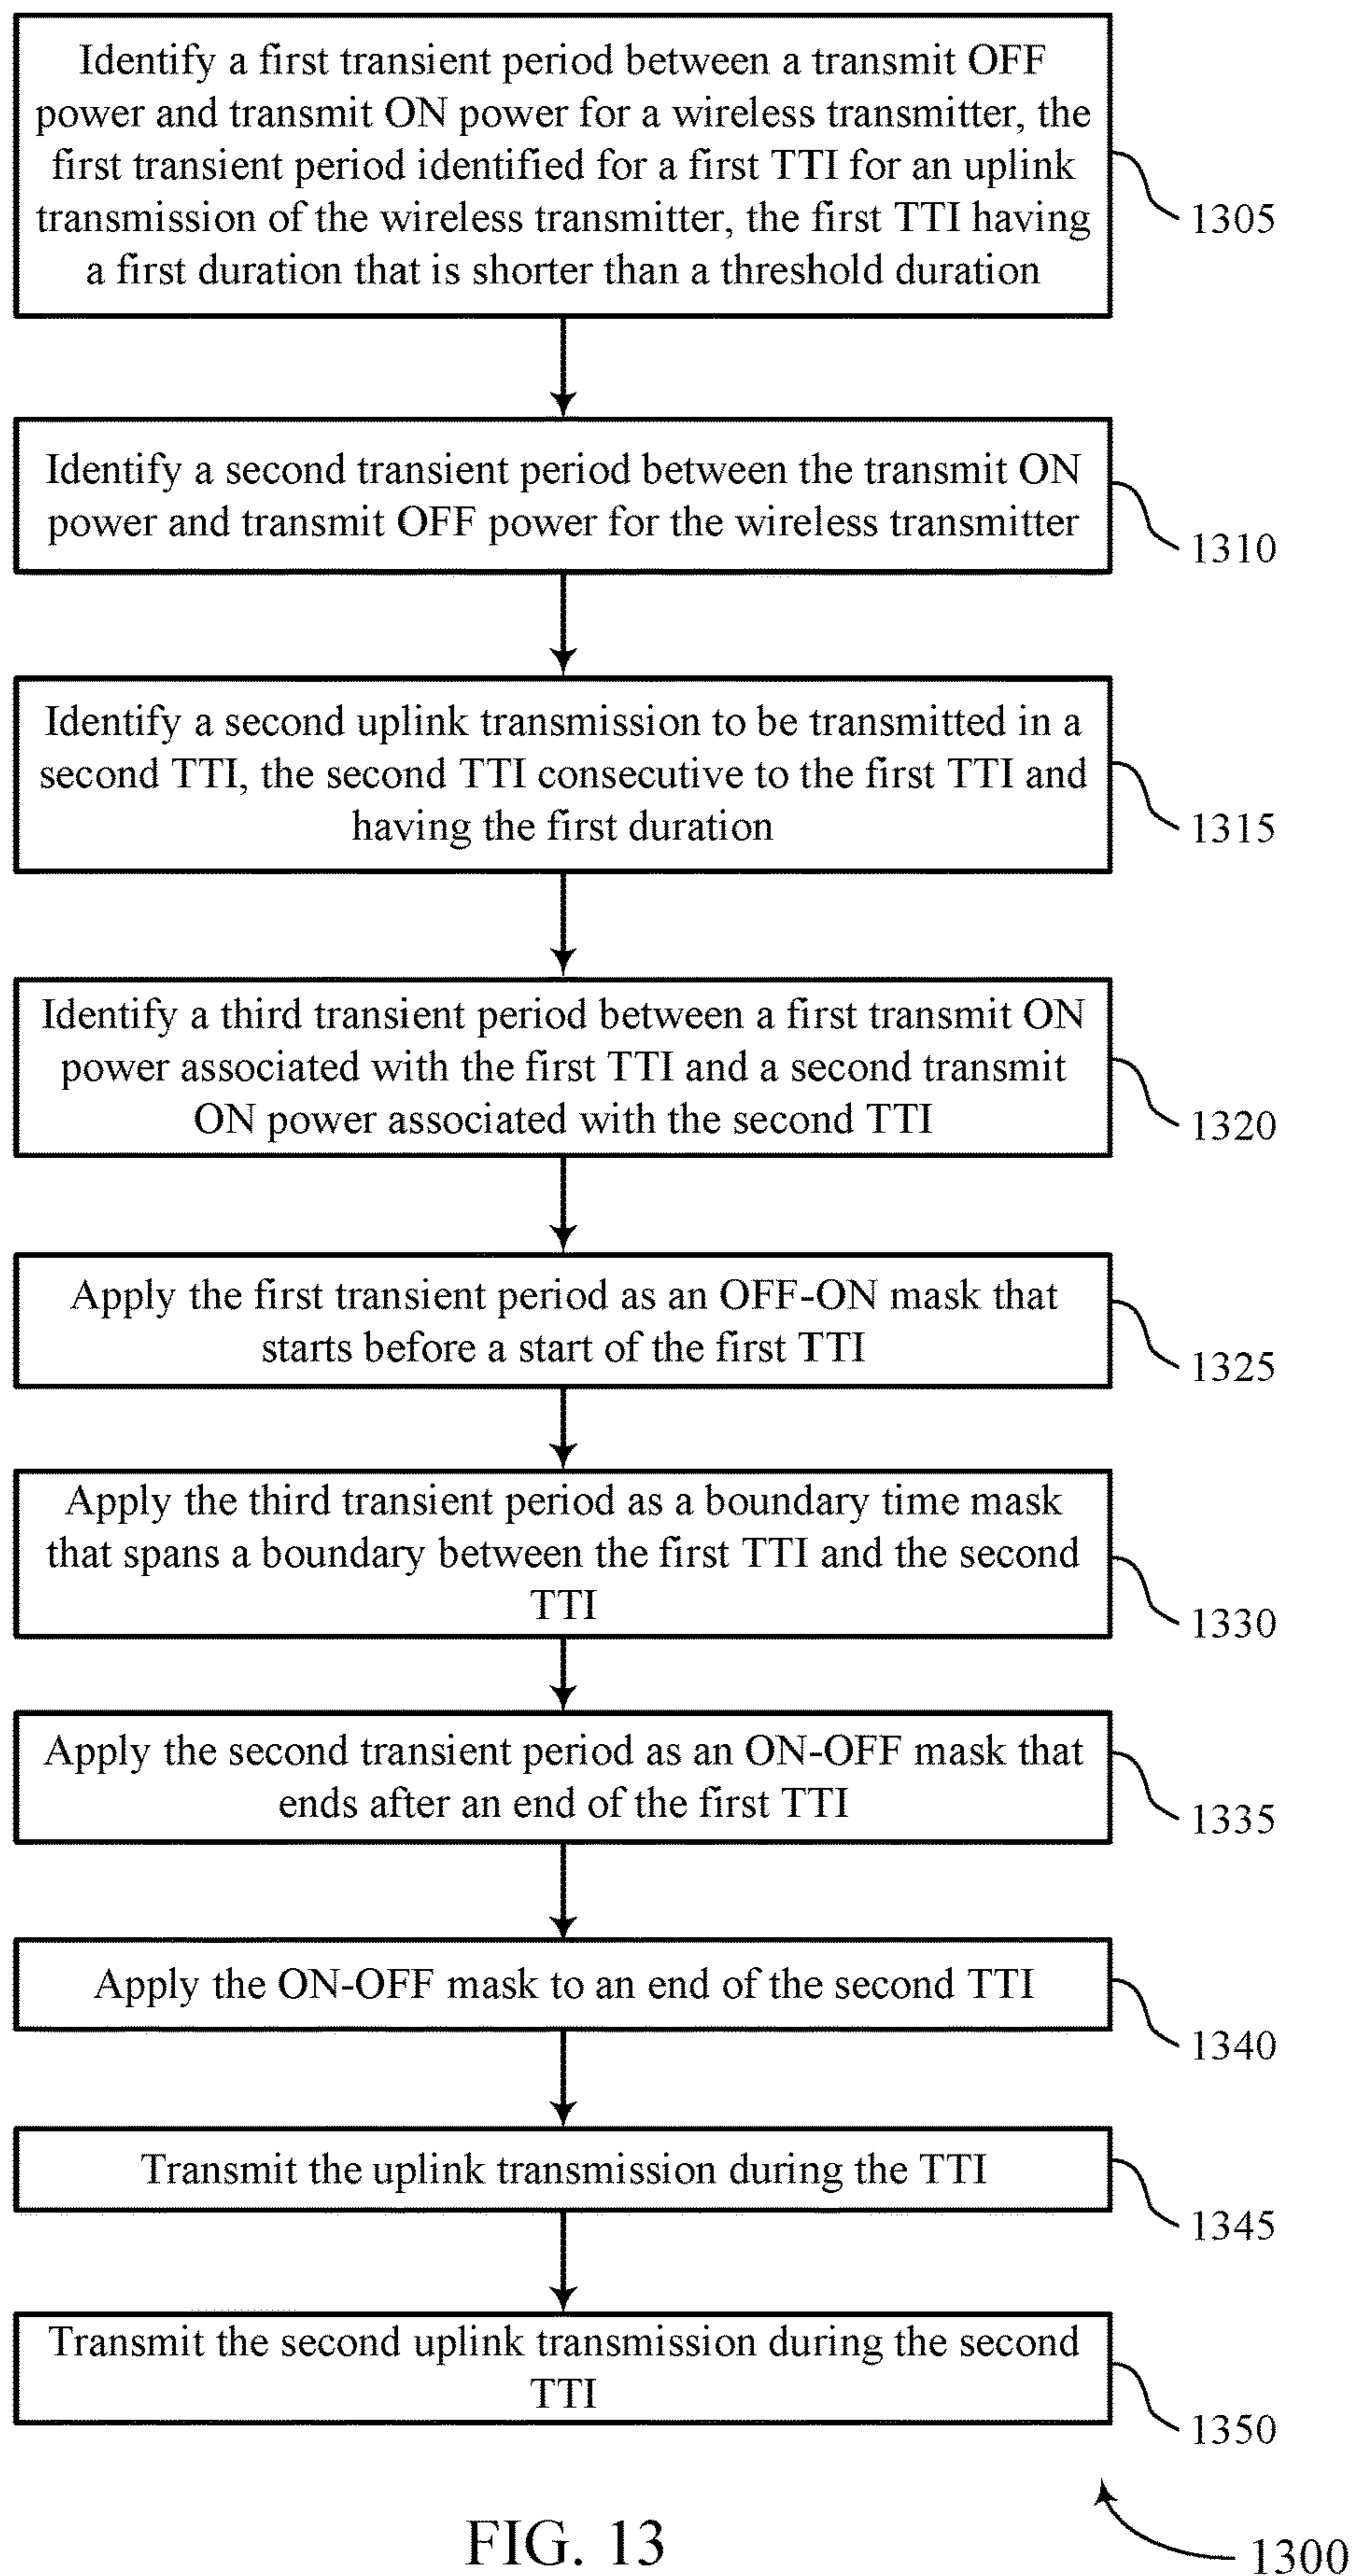 Identify a first transient period between a transmit OFF
power and transmit ON power for a wireless transmitter, the
first transient period identified for a first TTI for an uplink
transmission of the wireless transmitter, the first TTI having
a first duration that is shorter than a threshold duration
1305
Identify a second transient period between the transmit ON
power and transmit OFF power for the wireless transmitter
1310
Identify a second uplink transmission to be transmitted in a
second TTI, the second TTI consecutive to the first TTI and
having the first duration
1315
Identify a third transient period between a first transmit ON
power associated with the first TTI and a second transmit
ON power associated with the second TTI
1320
Apply the first transient period as an OFF-ON mask that
starts before a start of the first TTI
1325
Apply the third transient period as a boundary time mask
that spans a boundary between the first TTI and the second
TTI
1330
Apply the second transient period as an ON-OFF mask that
ends after an end of the first TTI
1335
Apply the ON-OFF mask to an end of the second TTI
1340
Transmit the uplink transmission during the TTI
1345
Transmit the second uplink transmission during the second
TTI
1350
FIG. 13
1300